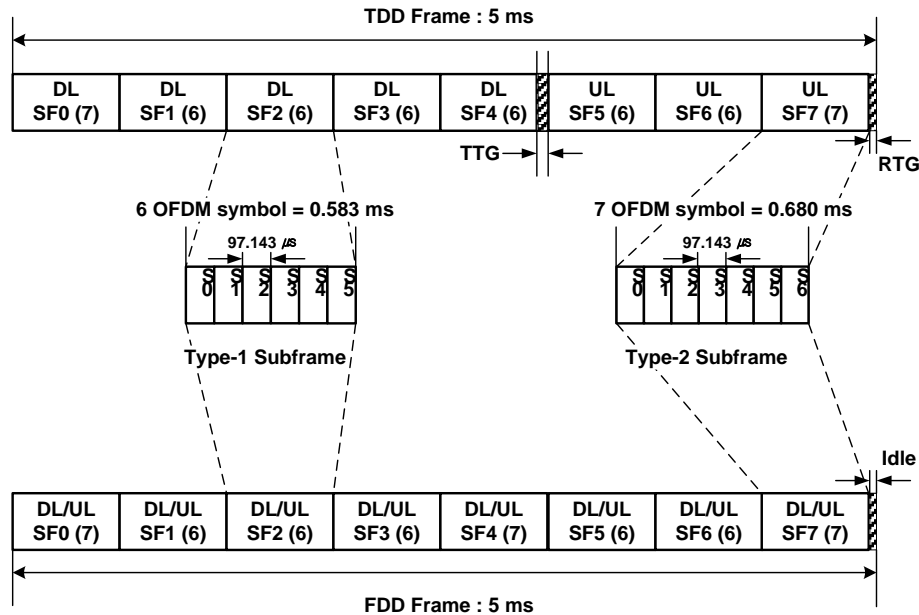 TDD Frame : 5 ms
DL SF0 (7)
DL SF1 (6)
DL SF2 (6)
DL SF3 (6)
DL SF4 (6)
UL SF5 (6)
UL SF6 (6)
UL SF7 (7)
TTG
RTG
6 OFDM symbol = 0.583 ms
7 OFDM symbol = 0.680 ms
97.143 μs
97.143 μs
S0 S1 S2 S3 S4 S5
S0 S1 S2 S3 S4 S5 S6
Type-1 Subframe
Type-2 Subframe
Idle
DL/UL SF0 (7)
DL/UL SF1 (6)
DL/UL SF2 (6)
DL/UL SF3 (6)
DL/UL SF4 (7)
DL/UL SF5 (6)
DL/UL SF6 (6)
DL/UL SF7 (7)
FDD Frame : 5 ms